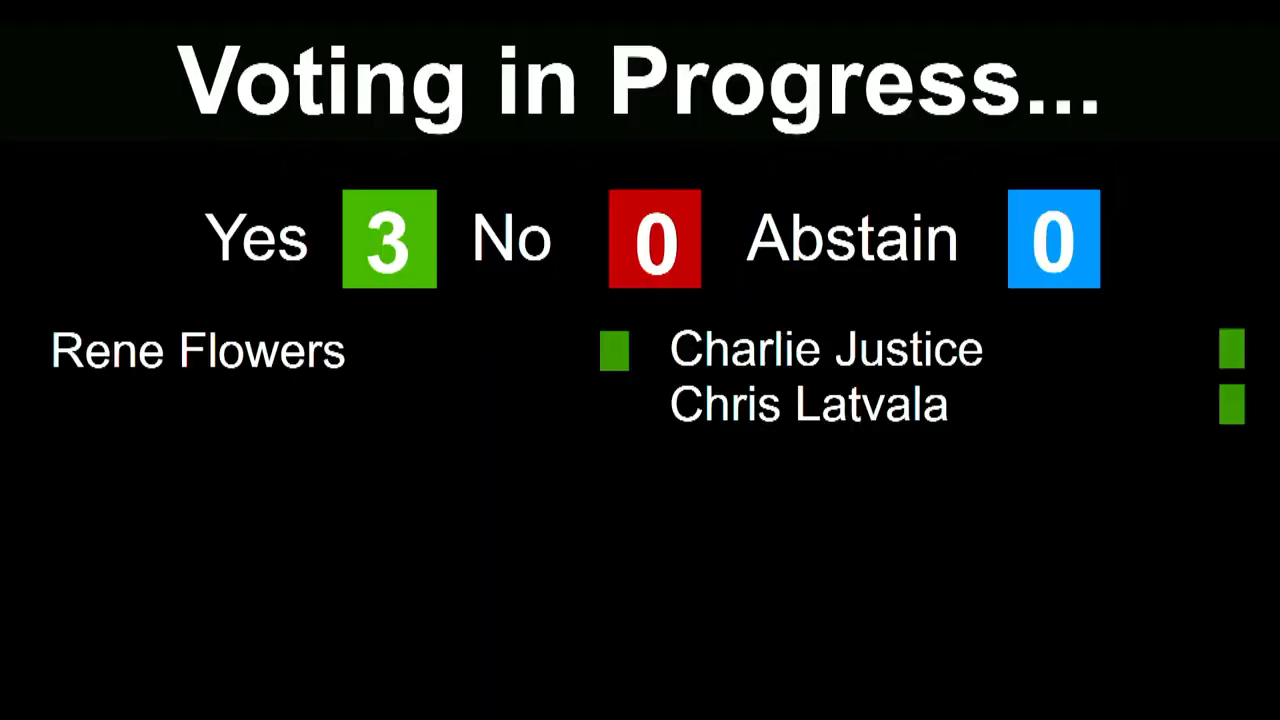 Voting in Progress...
Yes 3 No 0 Abstain 0
Rene Flowers Charlie Justice
Chris Latvala